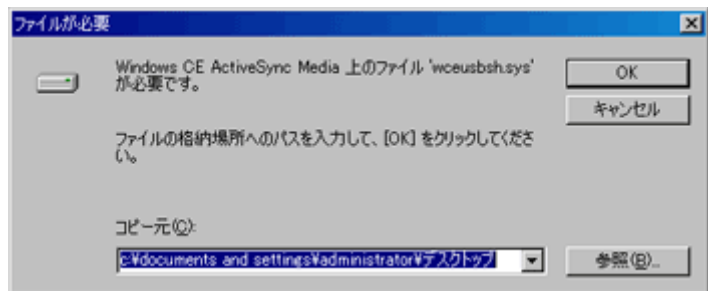 ファイルが必要
Windows CE ActiveSync Media 上のファイル 'wceusbsh.sys'
が必要です。
OK
キャンセル
ファイルの格納場所へのパスを入力して、[OK] をクリックしてくださ
い。
コピー元(C):
c:¥documents and settings¥administrator¥デスクトップ
参照(B)...